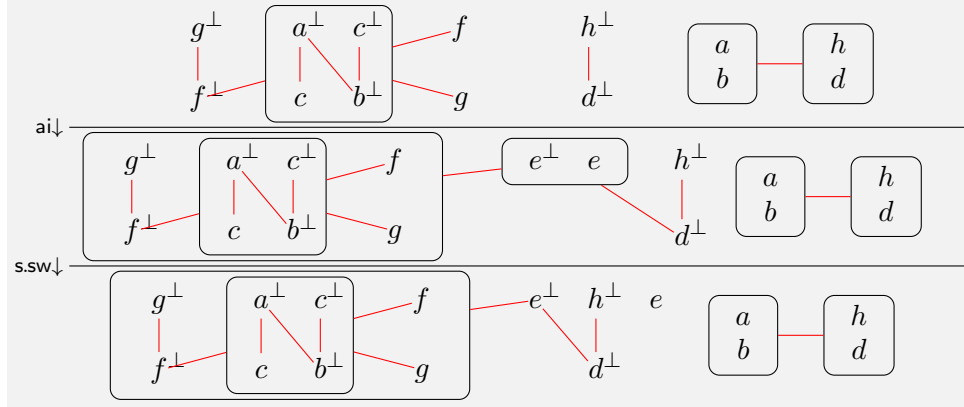 g⊥ a⊥ c⊥ f h⊥ a h
f⊥ c b⊥ g d⊥ b d
ai↓
g⊥ a⊥ c⊥ f e⊥ e h⊥ a h
f⊥ c b⊥ g d⊥ b d
s.sw↓
g⊥ a⊥ c⊥ f e⊥ h⊥ e a h
f⊥ c b⊥ g d⊥ b d